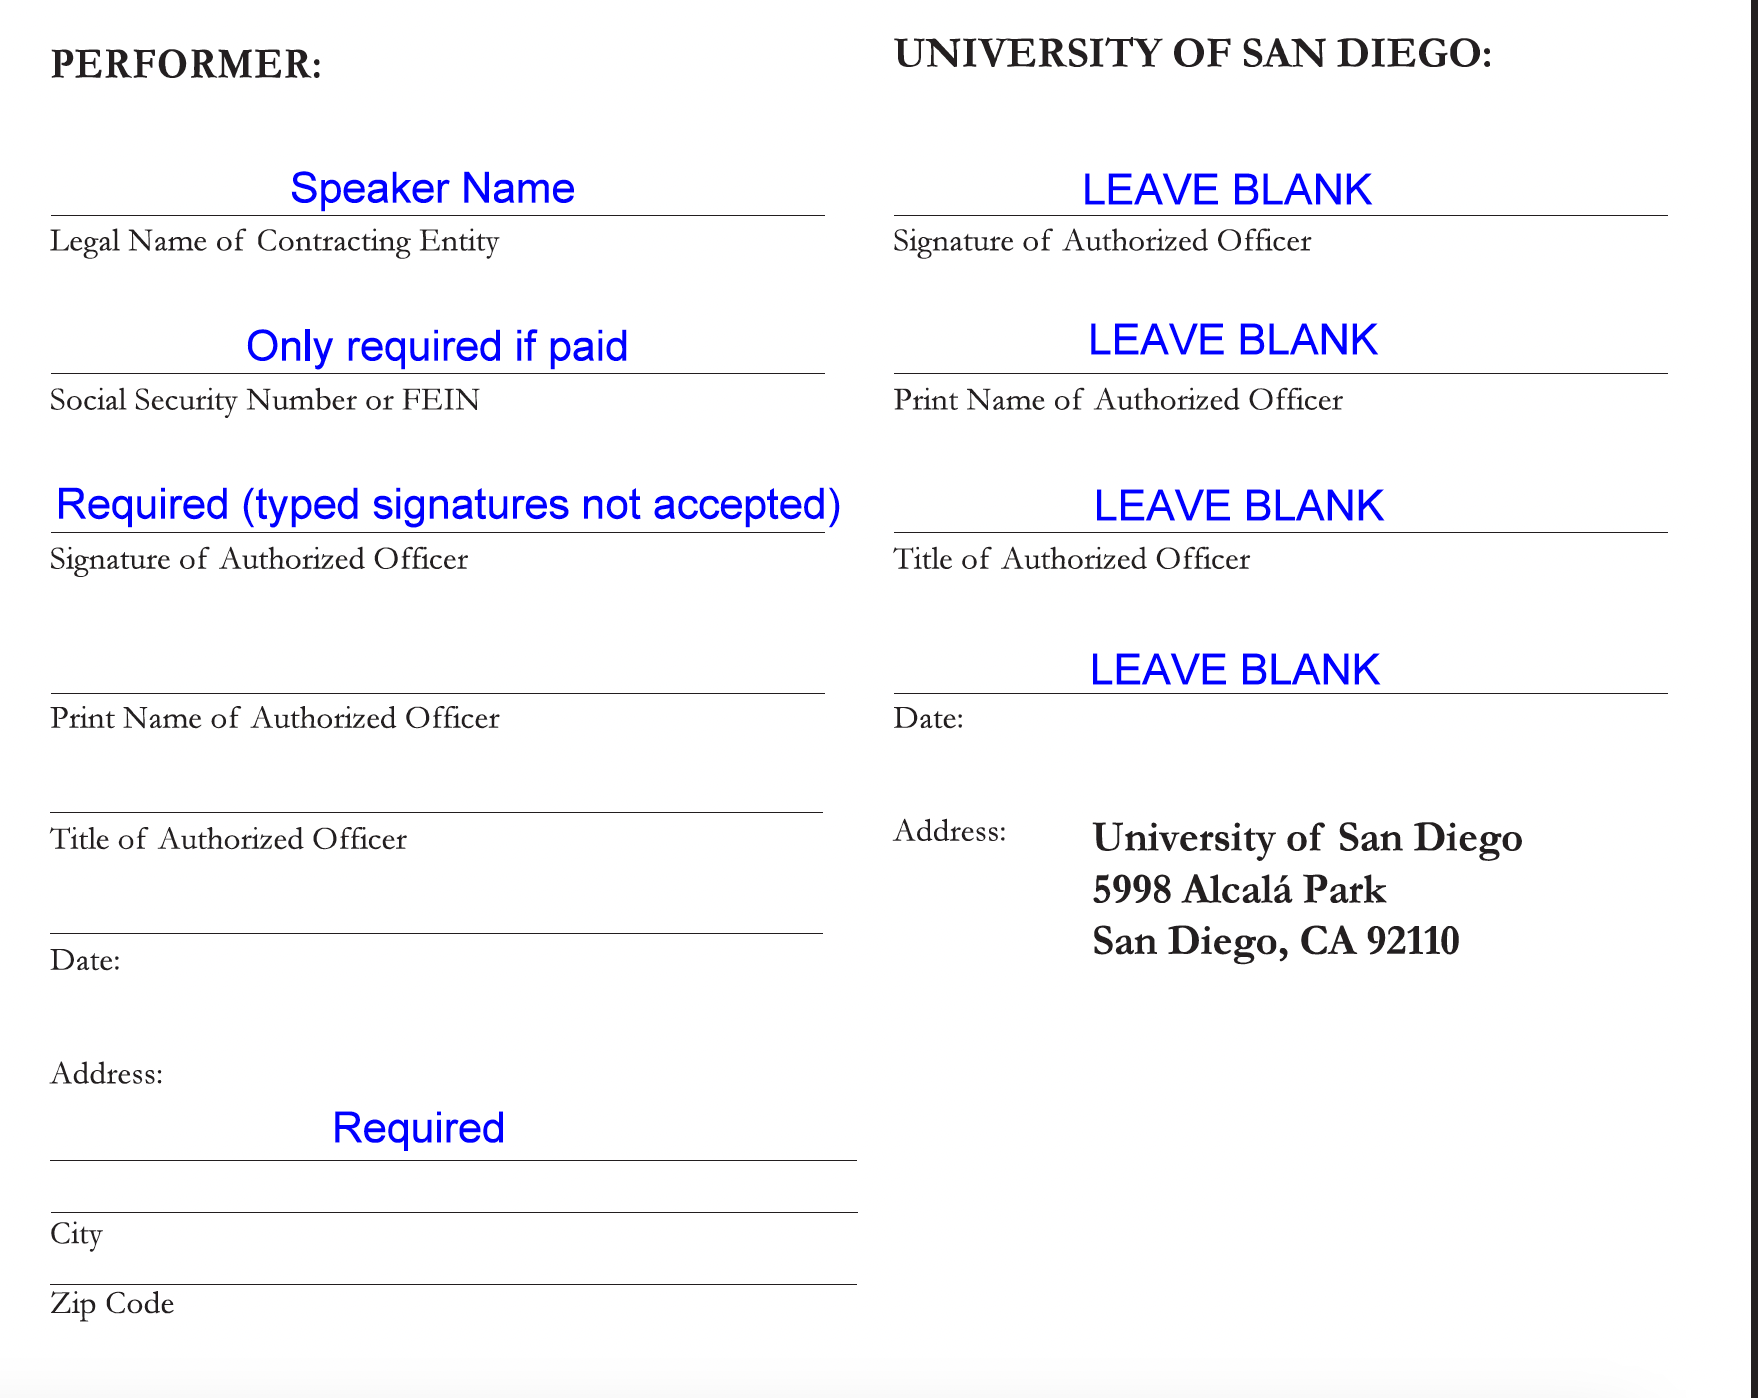 PERFORMER:
Speaker Name
Legal Name of Contracting Entity
Only required if paid
Social Security Number or FEIN
Required (typed signatures not accepted)
Signature of Authorized Officer
Print Name of Authorized Officer
Title of Authorized Officer
Date:
Address:
Required
City
Zip Code
UNIVERSITY OF SAN DIEGO:
LEAVE BLANK
Signature of Authorized Officer
LEAVE BLANK
Print Name of Authorized Officer
LEAVE BLANK
Title of Authorized Officer
LEAVE BLANK
Date:
Address:
University of San Diego
5998 Alcalá Park
San Diego, CA 92110